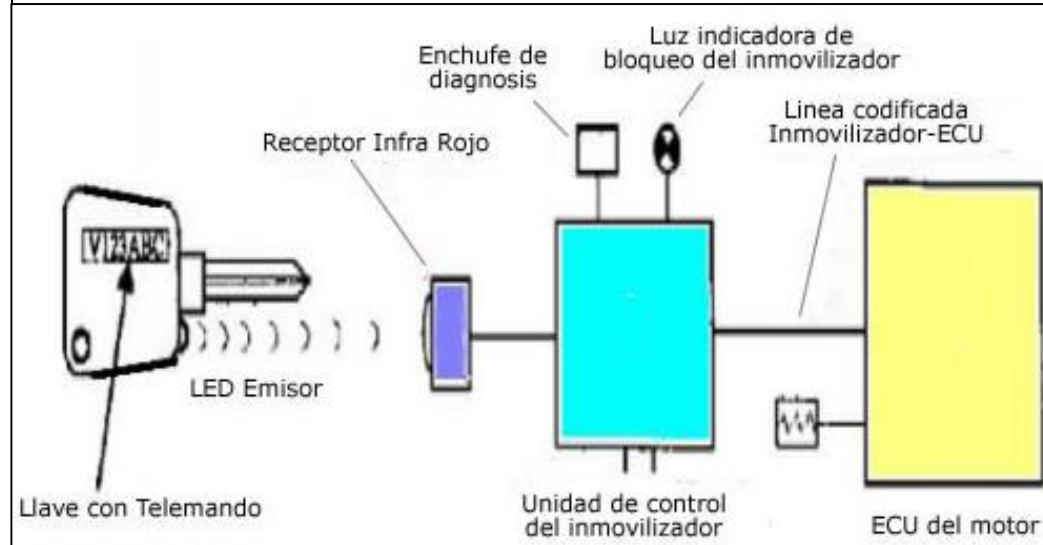 Enchufe de
diagnosis
Luz indicadora de
bloqueo del inmovilizador
Linea codificada
Inmovilizador-ECU
Receptor Infra Rojo
V123ABC
LED Emisor
Llave con Telemando
Unidad de control
del inmovilizador
ECU del motor